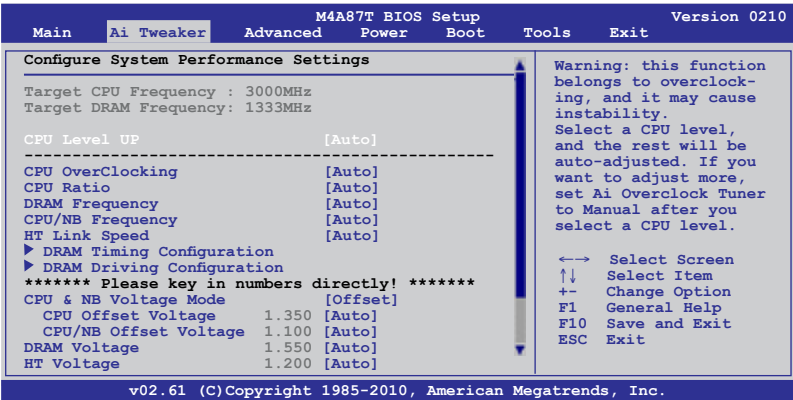 M4A87T BIOS Setup Version 0210
Main Ai Tweaker Advanced Power Boot Tools Exit
Configure System Performance Settings
Target CPU Frequency : 3000MHz
Target DRAM Frequency: 1333MHz
CPU Level UP [Auto]
----------------------------------------------------
CPU OverClocking [Auto]
CPU Ratio [Auto]
DRAM Frequency [Auto]
CPU/NB Frequency [Auto]
HT Link Speed [Auto]
DRAM Timing Configuration
DRAM Driving Configuration
******* Please key in numbers directly! *******
CPU & NB Voltage Mode [Offset]
CPU Offset Voltage 1.350 [Auto]
CPU/NB Offset Voltage 1.100 [Auto]
DRAM Voltage 1.550 [Auto]
HT Voltage 1.200 [Auto]
Warning: this function
belongs to overclock-
ing, and it may cause
instability.
Select a CPU level,
and the rest will be
auto-adjusted. If you
want to adjust more,
set Ai Overclock Tuner
to Manual after you
select a CPU level.
←→ Select Screen
↑↓ Select Item
+- Change Option
F1 General Help
F10 Save and Exit
ESC Exit
v02.61 (C)Copyright 1985-2010, American Megatrends, Inc.